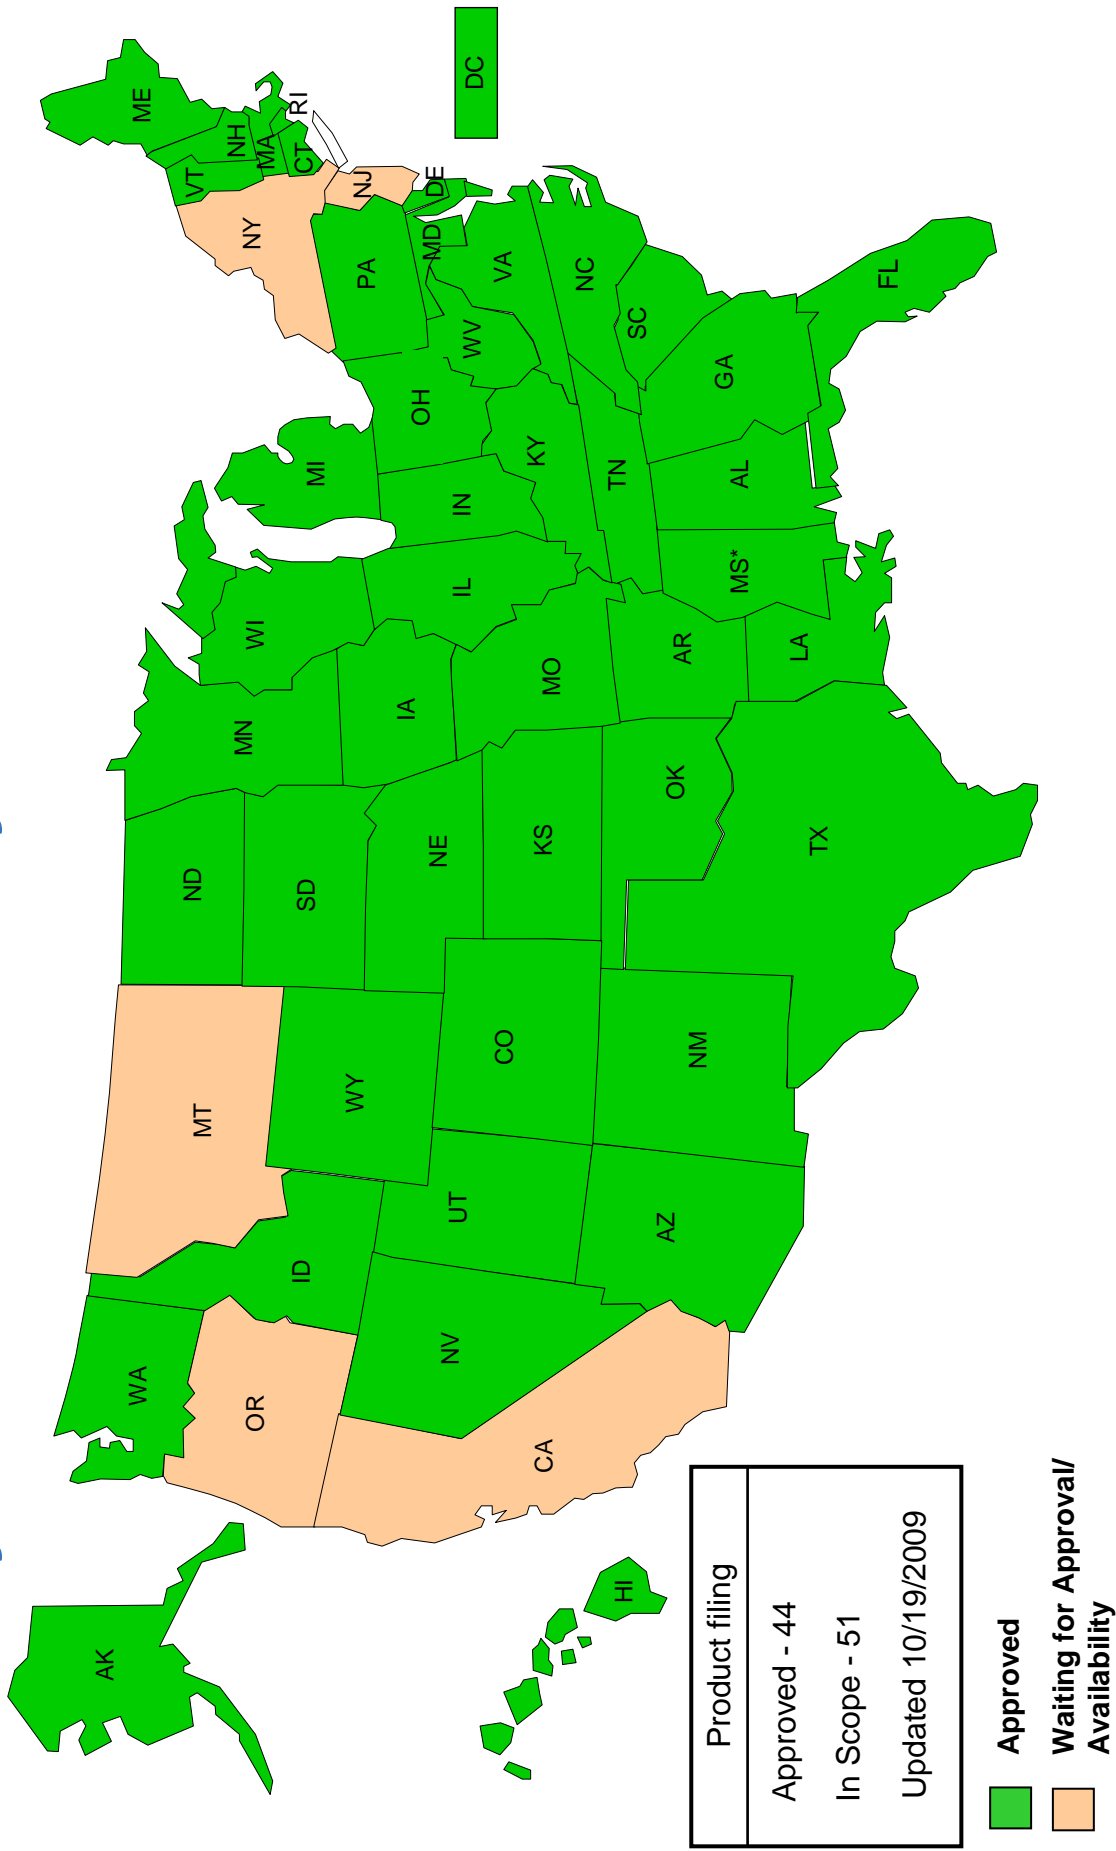 AK
WA
OR
CA
MT
ID
NV
WY
UT
AZ
CO
NM
ND
SD
NE
KS
OK
TX
MN
IA
MO
AR
LA
WI
IL
MS*
MI
IN
KY
TN
AL
OH
WV
GA
FL
SC
NC
VA
MD
DE
PA
NJ
NY
VT
NH
ME
MA
CT
RI
DC
HI
Product filing
Approved - 44
In Scope - 51
Updated 10/19/2009
Approved
Waiting for Approval/
Availability